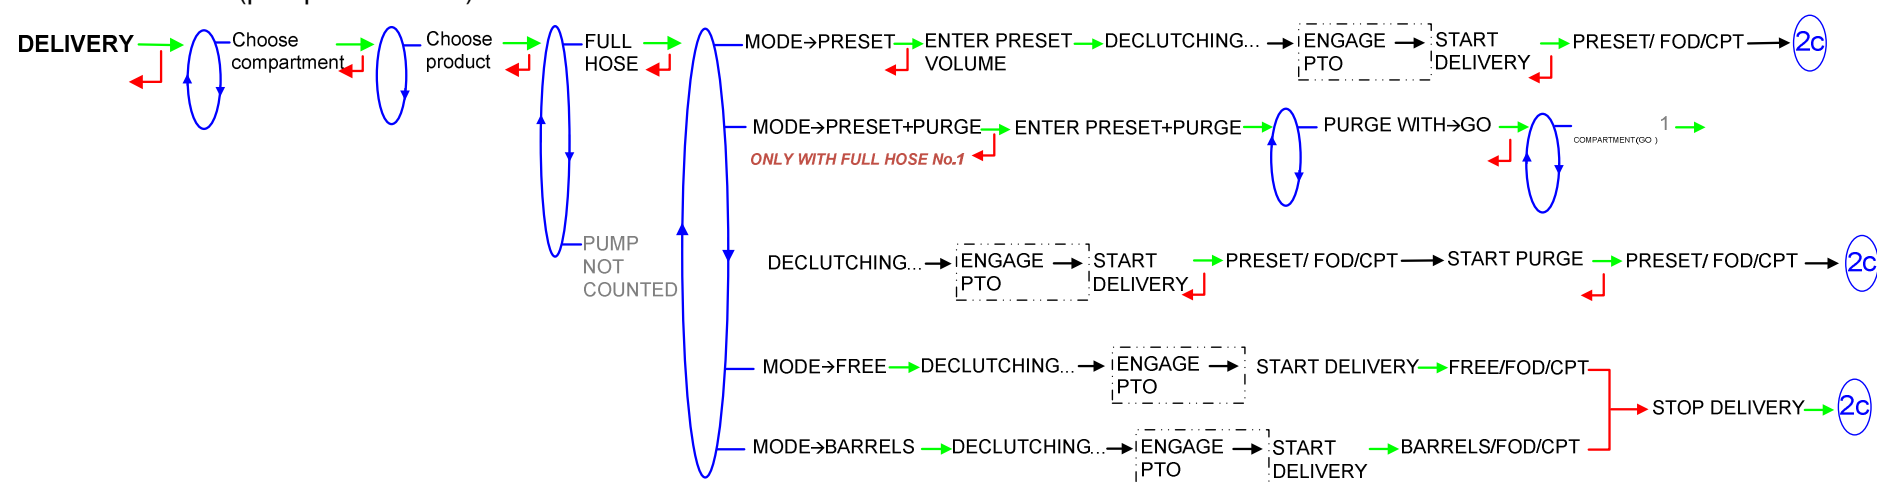 DELIVERY
Choose
compartment
Choose
product
FULL
HOSE
PUMP
NOT
COUNTED
MODE→PRESET
ENTER PRESET
VOLUME
DECLUTCHING...
ENGAGE
PTO
START
DELIVERY
PRESET/ FOD/CPT
2c
MODE→PRESET+PURGE
ONLY WITH FULL HOSE No.1
ENTER PRESET+PURGE
PURGE WITH→GO
COMPARTMENT(GO )
1
DECLUTCHING...
ENGAGE
PTO
START
DELIVERY
PRESET/ FOD/CPT
START PURGE
PRESET/ FOD/CPT
2c
MODE→FREE
DECLUTCHING...
ENGAGE
PTO
START DELIVERY
FREE/FOD/CPT
MODE→BARRELS
DECLUTCHING...
ENGAGE
PTO
START
DELIVERY
BARRELS/FOD/CPT
STOP DELIVERY
2c